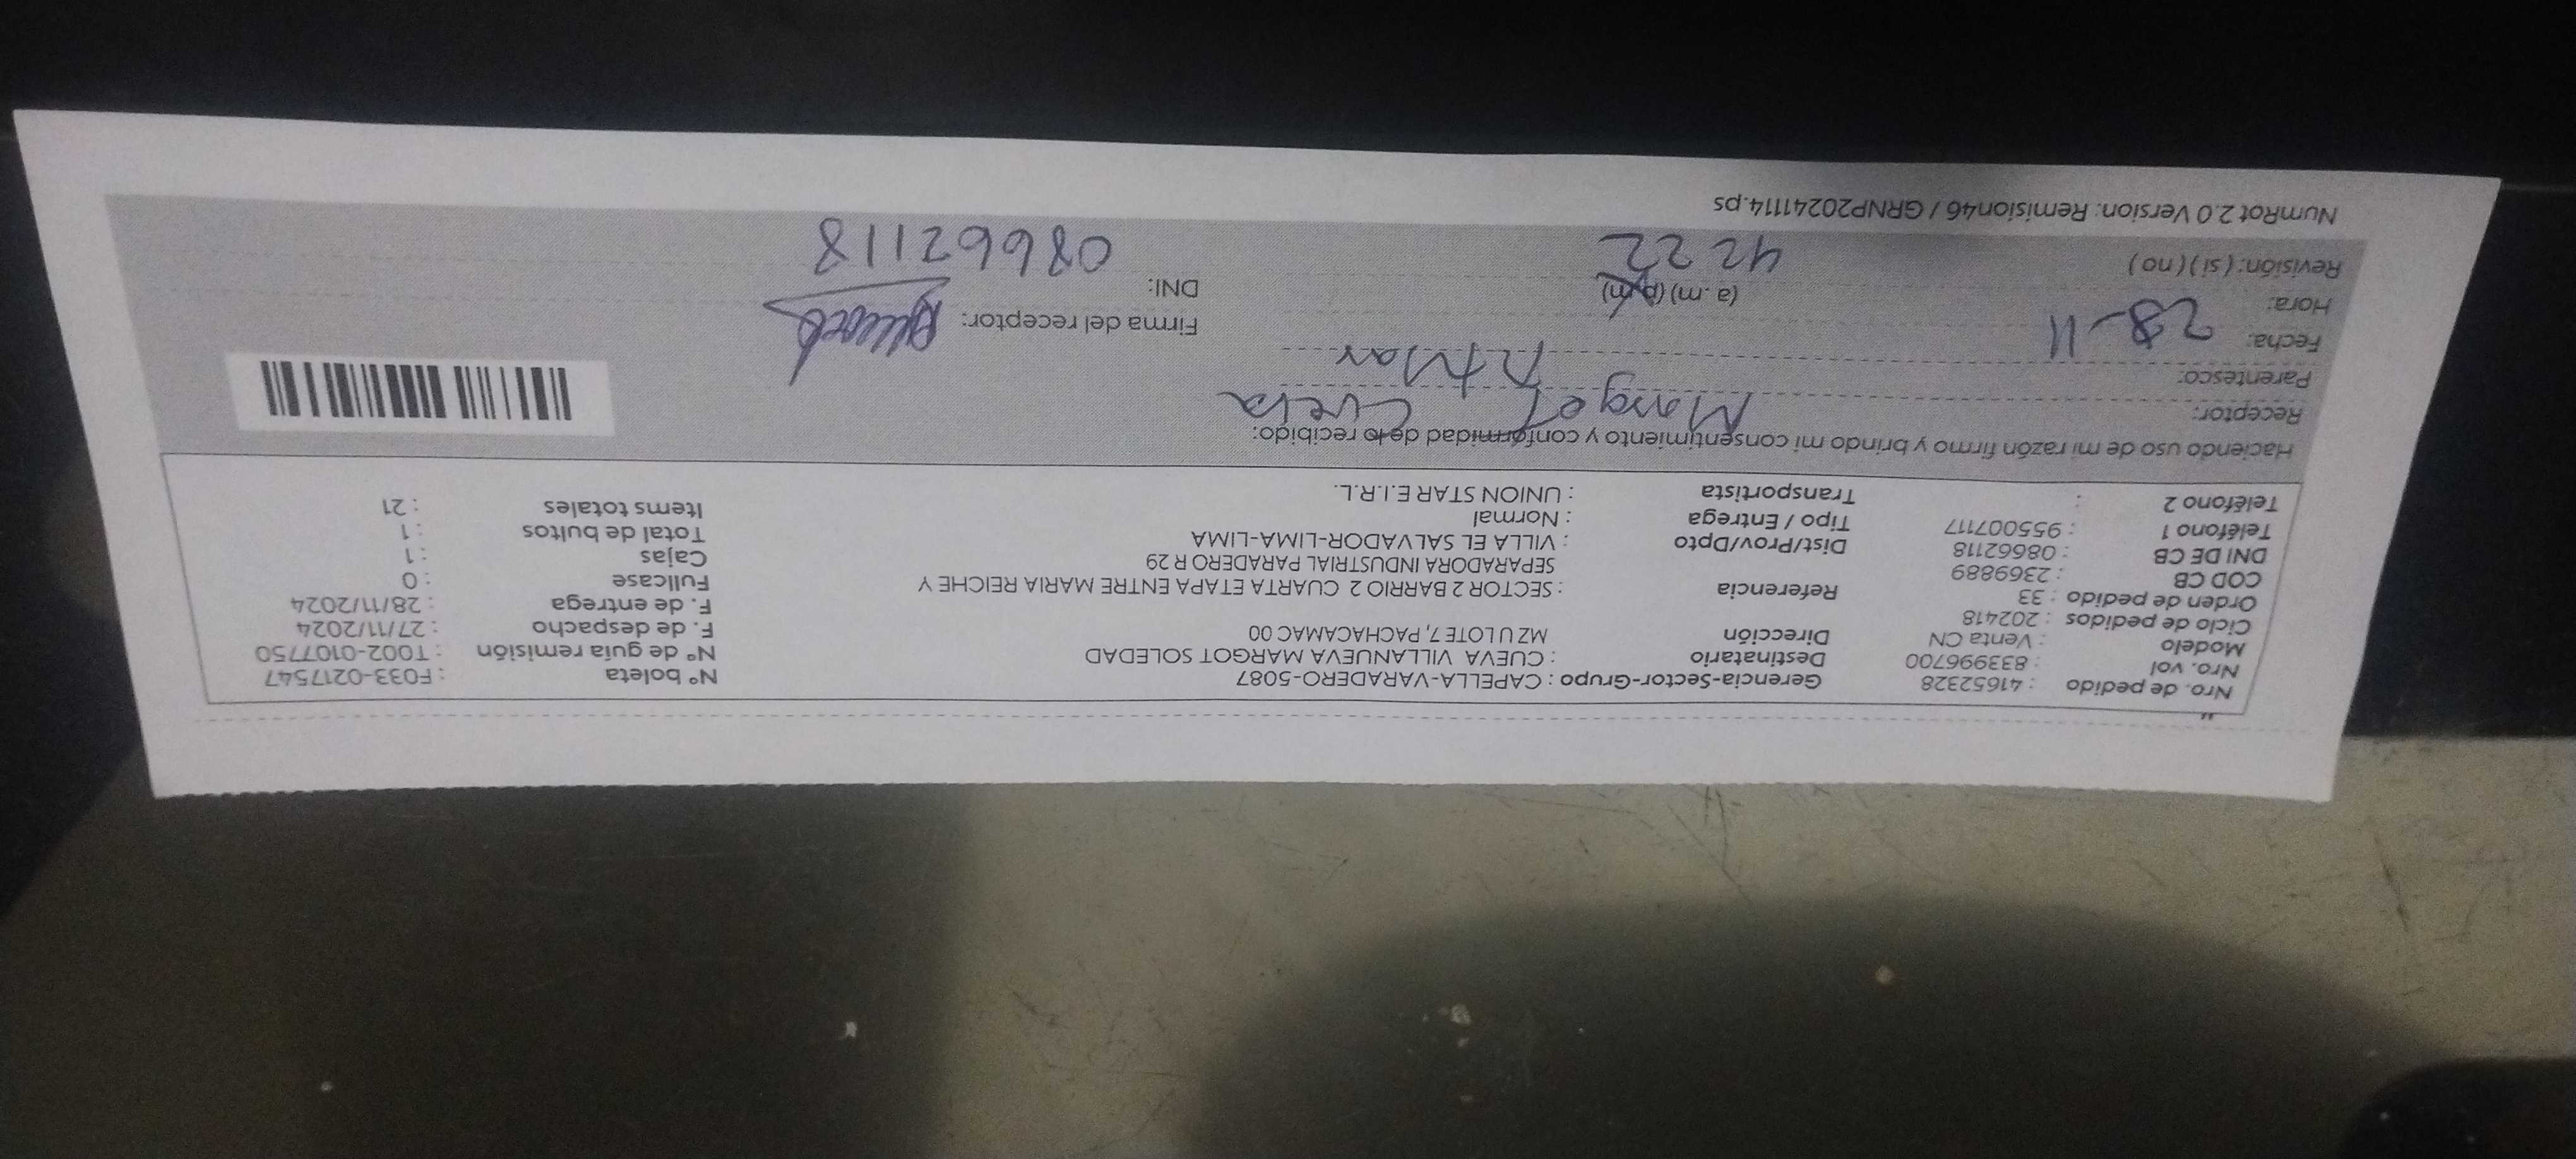 Nro. de pedido : 41652328 Gerencia-Sector-Grupo : CAPELLA-VARADERO-5087 N° boleta : F033-0217547
Nro. vol : 833996700 Destinatario : CUEVA VILLANUEVA MARGOT SOLEDAD N° de guia remisión : T002-0107750
Modelo : Venta CN Dirección MZ U LOTE 7, PACHACAMAC 00 F. de despacho : 27/11/2024
Ciclo de pedidos : 202418 F. de entrega : 28/11/2024
Orden de pedido : 33 Referencia : SECTOR 2 BARRIO 2 CUARTA ETAPA ENTRE MARIA REICHE Y Fullcase : 0
COD CB : 2369889 SEPARADORA INDUSTRIAL PARADERO R 29 Cajas : 1
DNI DE CB : 08662118 Dist/Prov/Dpto : VILLA EL SALVADOR-LIMA-LIMA Total de bultos : 1
Teléfono 1 : 955007117 Tipo / Entrega : Normal Items totales : 21
Teléfono 2 : Transportista : UNION STAR E.I.R.L.
Haciendo uso de mi razón firmo y brindo mi consentimiento y conformidad de lo recibido:
Receptor: Margot Cueva
Parentesco: Titular
Fecha: 28-11 Firma del receptor:
Hora: (a.m) (p.m) DNI: 08662118
Revisión: (si) (no) 4222
NumRot 2.0 Version: Remision46 / GRNP20241114.ps